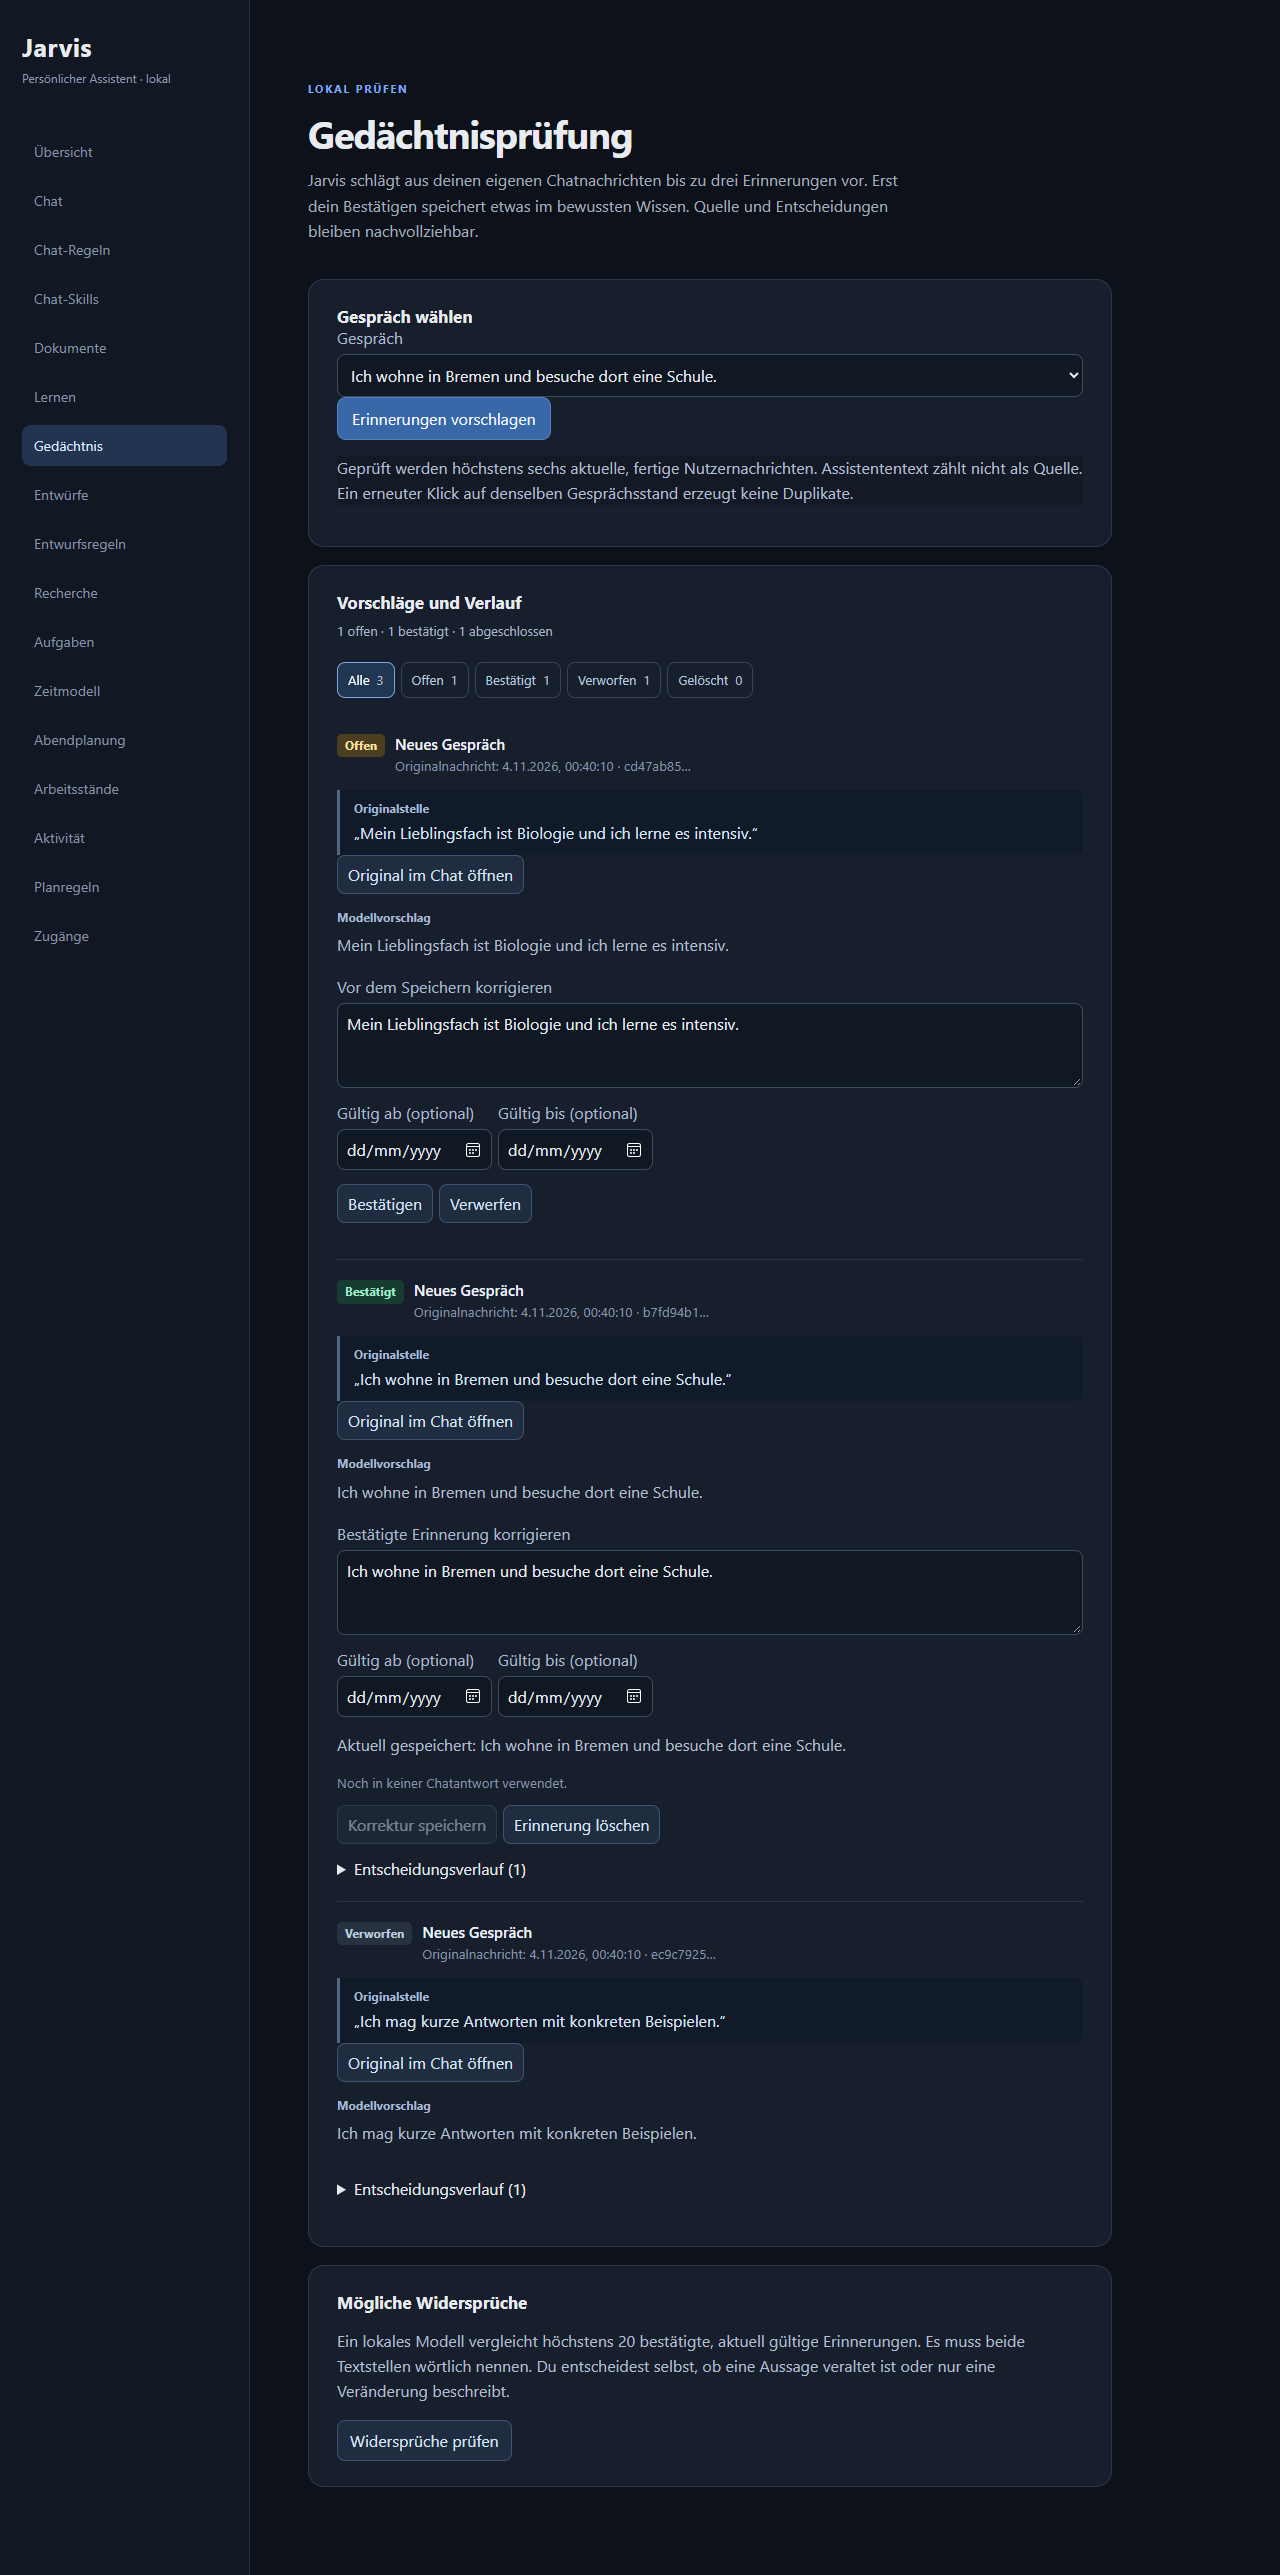 Jarvis
Persönlicher Assistent · lokal
Übersicht
Chat
Chat-Regeln
Chat-Skills
Dokumente
Lernen
Gedächtnis
Entwürfe
Entwurfsregeln
Recherche
Aufgaben
Zeitmodell
Abendplanung
Arbeitsstände
Aktivität
Planregeln
Zugänge
LOKAL PRÜFEN
Gedächtnisprüfung
Jarvis schlägt aus deinen eigenen Chatnachrichten bis zu drei Erinnerungen vor. Erst
dein Bestätigen speichert etwas im bewussten Wissen. Quelle und Entscheidungen
bleiben nachvollziehbar.
Gespräch wählen
Gespräch
Ich wohne in Bremen und besuche dort eine Schule.
Erinnerungen vorschlagen
Geprüft werden höchstens sechs aktuelle, fertige Nutzernachrichten. Assistententext zählt nicht als Quelle.
Ein erneuter Klick auf denselben Gesprächsstand erzeugt keine Duplikate.
Vorschläge und Verlauf
1 offen · 1 bestätigt · 1 abgeschlossen
Alle 3 Offen 1 Bestätigt 1 Verworfen 1 Gelöscht 0
Offen Neues Gespräch
Originalnachricht: 4.11.2026, 00:40:10 · cd47ab85…
Originalstelle
„Mein Lieblingsfach ist Biologie und ich lerne es intensiv.“
Original im Chat öffnen
Modellvorschlag
Mein Lieblingsfach ist Biologie und ich lerne es intensiv.
Vor dem Speichern korrigieren
Mein Lieblingsfach ist Biologie und ich lerne es intensiv.
Gültig ab (optional) Gültig bis (optional)
dd/mm/yyyy dd/mm/yyyy
Bestätigen Verwerfen
Bestätigt Neues Gespräch
Originalnachricht: 4.11.2026, 00:40:10 · b7fd94b1…
Originalstelle
„Ich wohne in Bremen und besuche dort eine Schule.“
Original im Chat öffnen
Modellvorschlag
Ich wohne in Bremen und besuche dort eine Schule.
Bestätigte Erinnerung korrigieren
Ich wohne in Bremen und besuche dort eine Schule.
Gültig ab (optional) Gültig bis (optional)
dd/mm/yyyy dd/mm/yyyy
Aktuell gespeichert: Ich wohne in Bremen und besuche dort eine Schule.
Noch in keiner Chatantwort verwendet.
Korrektur speichern Erinnerung löschen
Entscheidungsverlauf (1)
Verworfen Neues Gespräch
Originalnachricht: 4.11.2026, 00:40:10 · ec9c7925…
Originalstelle
„Ich mag kurze Antworten mit konkreten Beispielen.“
Original im Chat öffnen
Modellvorschlag
Ich mag kurze Antworten mit konkreten Beispielen.
Entscheidungsverlauf (1)
Mögliche Widersprüche
Ein lokales Modell vergleicht höchstens 20 bestätigte, aktuell gültige Erinnerungen. Es muss beide
Textstellen wörtlich nennen. Du entscheidest selbst, ob eine Aussage veraltet ist oder nur eine
Veränderung beschreibt.
Widersprüche prüfen